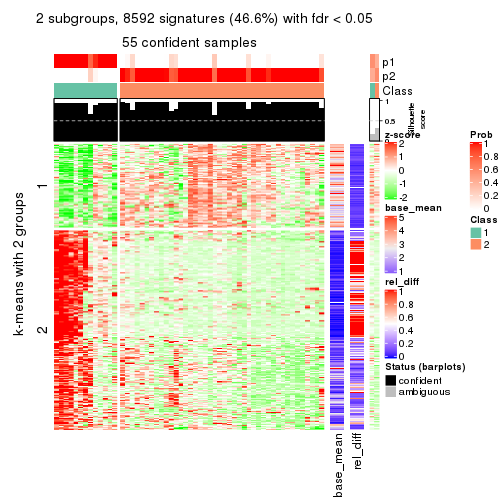 2 subgroups, 8592 signatures (46.6%) with fdr < 0.05
55 confident samples
p1
p2
Class
1
0.5
0
Silhouette
score
k-means with 2 groups
1
2
z-score
2
1
0
-1
-2
base_mean
5
4
3
2
1
rel_diff
1
0.8
0.6
0.4
0.2
0
Status (barplots)
confident
ambiguous
Prob
1
0.8
0.6
0.4
0.2
0
Class
1
2
base_mean
rel_diff